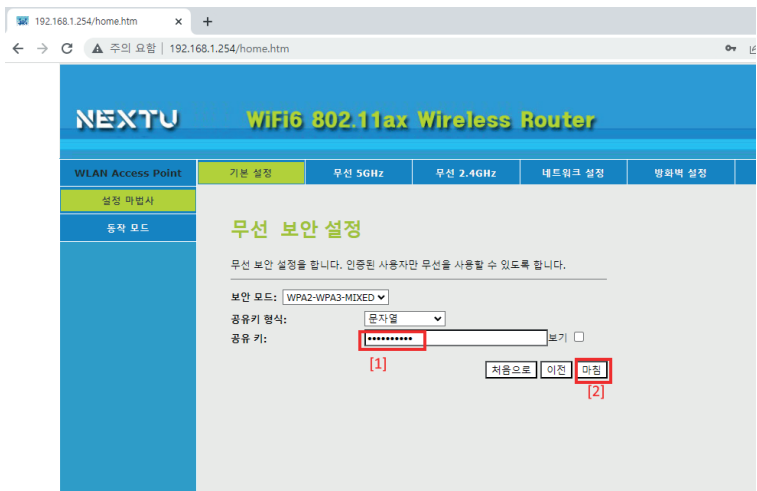 192.168.1.254/home.htm × +
주의 요함 | 192.168.1.254/home.htm
NEXTU WiFi6 802.11ax Wireless Router
WLAN Access Point 기본 설정 무선 5GHz 무선 2.4GHz 네트워크 설정 방화벽 설정
설정 마법사
동작 모드
무선 보안 설정
무선 보안 설정을 합니다. 인증된 사용자만 무선을 사용할 수 있도록 합니다.
보안 모드: WPA2-WPA3-MIXED
공유키 형식: 문자열
공유 키: •••••••••• 보기
[1]
처음으로 이전 마침
[2]